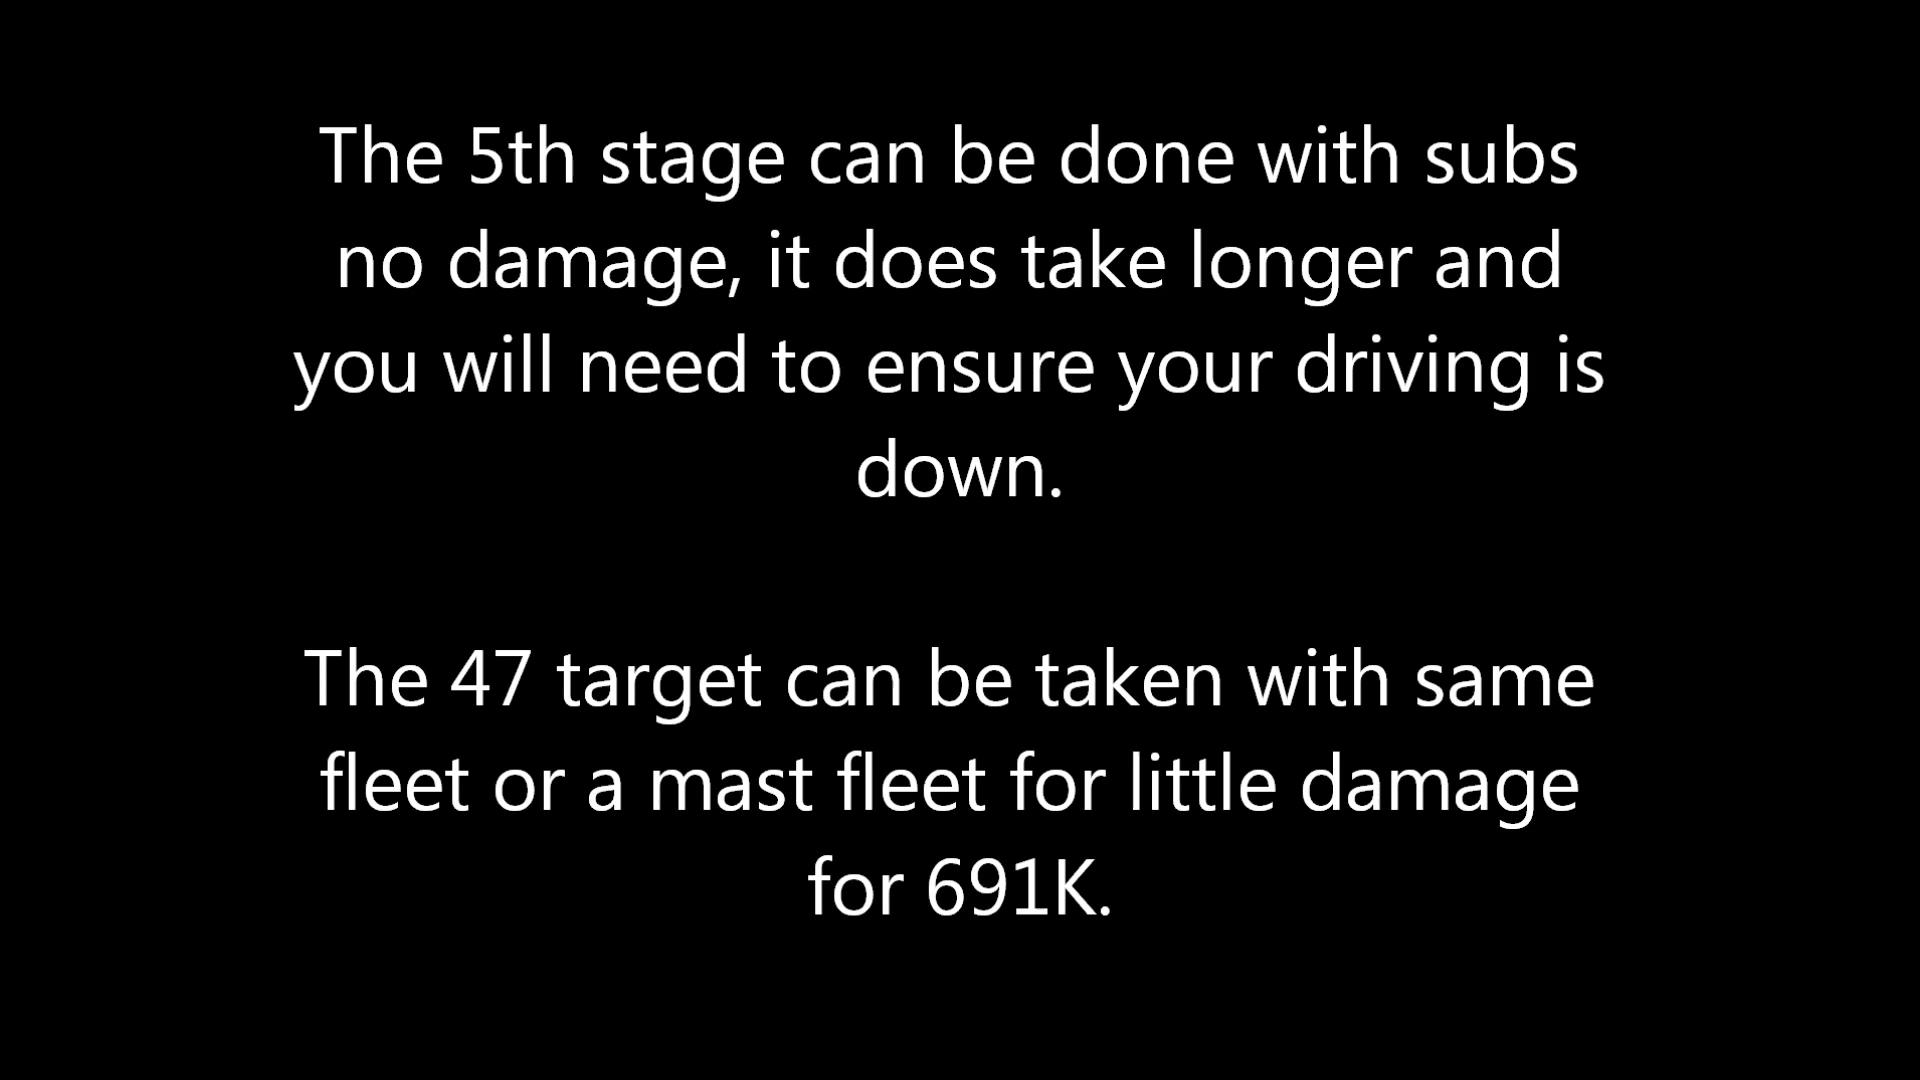 The 5th stage can be done with subs
no damage, it does take longer and
you will need to ensure your driving is
down.
The 47 target can be taken with same
fleet or a mast fleet for little damage
for 691K.